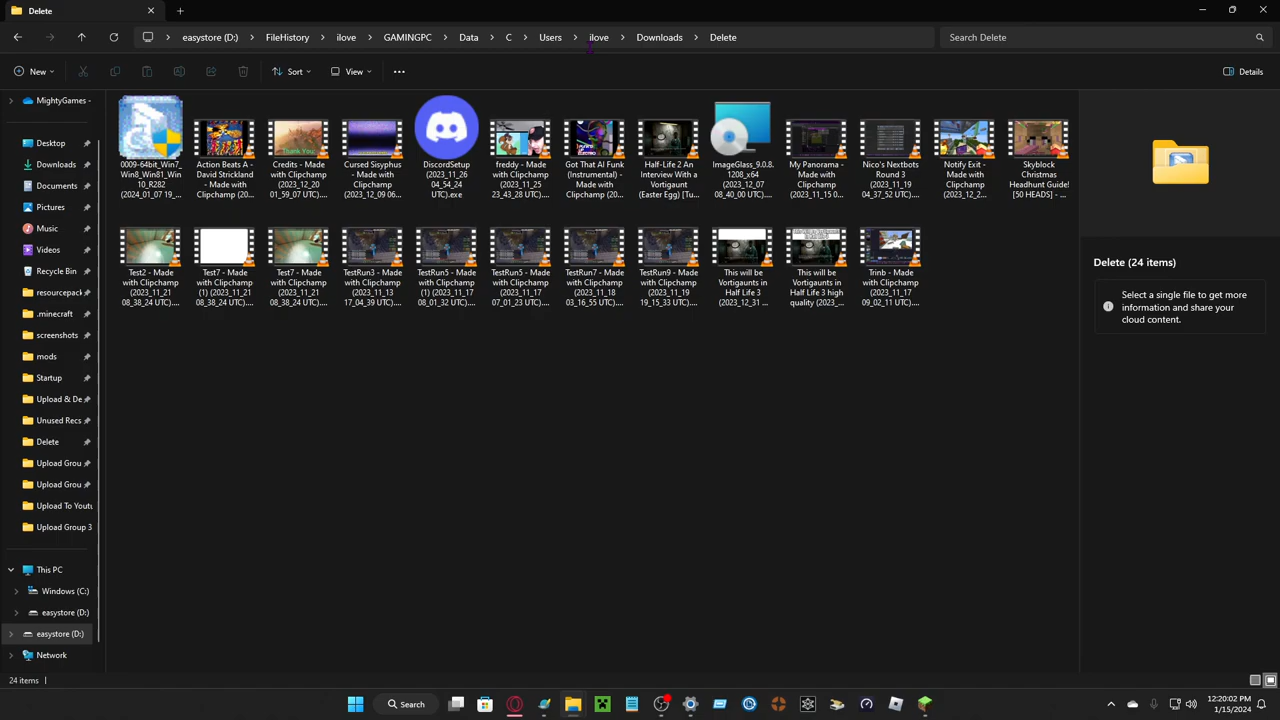 Delete
easystore (D:) > FileHistory > ilove > GAMINGPC > Data > C > Users > ilove > Downloads > Delete
Search Delete
New
Sort
View
Details
MightyGames -
Desktop
Downloads
Documents
Pictures
Music
Videos
Recycle Bin
resourcepack
.minecraft
screenshots
mods
Startup
Upload & De
Unused Recs
Delete
Upload Grou
Upload Grou
Upload To Youtu
Upload Group 3
This PC
Windows (C:)
easystore (D:)
easystore (D:)
Network
0009-64bit_Win7_
Win8_Win81_Win
10_R282
(2024_01_07 19_...
Action Beats A -
David Strickland
- Made with
Clipchamp (20...
Credits - Made
with Clipchamp
(2023_12_20
01_59_07 UTC)....
Cursed Sisyphus
- Made with
Clipchamp
(2023_12_09 06...
DiscordSetup
(2023_11_26
04_54_24
UTC).exe
freddy - Made
with Clipchamp
(2023_11_25
23_43_28 UTC)....
Got That AI Funk
(Instrumental) -
Made with
Clipchamp (20...
Half-Life 2 An
Interview With a
Vortigaunt
(Easter Egg) [Tu...
ImageGlass_9.0.8.
1208_x64
(2023_12_07
08_40_00 UTC)...
My Panorama -
Made with
Clipchamp
(2023_11_15 0...
Nico's Nextbots
Round 3
(2023_11_19
04_37_52 UTC)...
Notify Exit -
Made with
Clipchamp
(2023_12_2...
Skyblock
Christmas
Headhunt Guide!
[50 HEADS] - ...
Thank You
Test2 - Made
with Clipchamp
(2023_11_21
08_38_24 UTC)....
Test7 - Made
with Clipchamp
(1) (2023_11_21
08_38_24 UTC)....
Test7 - Made
with Clipchamp
(2023_11_21
08_38_24 UTC)....
TestRun3 - Made
with Clipchamp
(2023_11_13
17_04_39 UTC)....
TestRun5 - Made
with Clipchamp
(1) (2023_11_17
08_01_32 UTC)...
TestRun5 - Made
with Clipchamp
(2023_11_17
07_01_23 UTC)....
TestRun7 - Made
with Clipchamp
(2023_11_18
03_16_55 UTC)....
TestRun9 - Made
with Clipchamp
(2023_11_19
19_15_33 UTC)...
This will be
Vortigaunts in
Half Life 3
(2023_12_31 ...
This will be
Vortigaunts in
Half Life 3 high
quality (2023_...
Trinb - Made
with Clipchamp
(2023_11_17
09_02_11 UTC)...
Delete (24 items)
Select a single file to get more
information and share your
cloud content.
24 items
Search
12:20:02 PM
1/15/2024